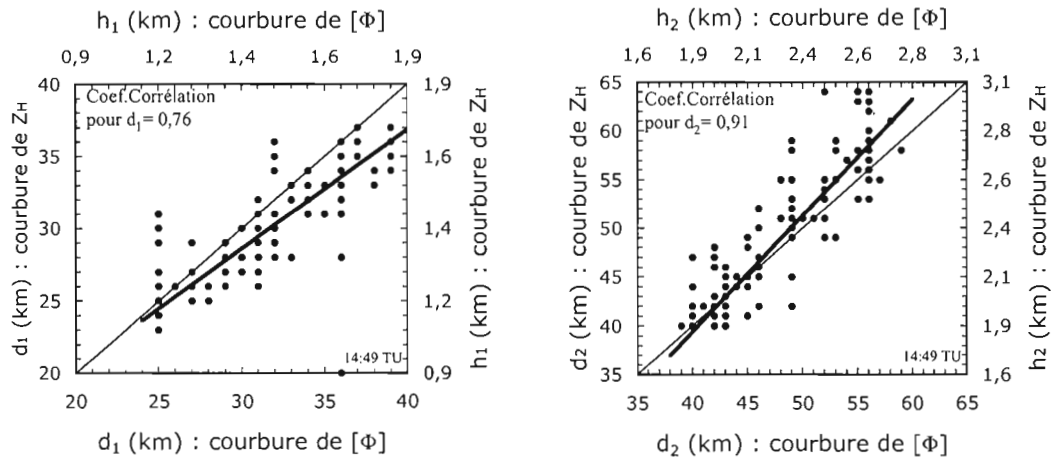 h₁ (km) : courbure de [Φ]
0,9 1,2 1,4 1,6 1,9
40 35 30 25 20
d₁ (km) : courbure de Zʜ
Coef.Corrélation
pour d₁= 0,76
14:49 TU
1,9 1,6 1,4 1,2 0,9
h₁ (km) : courbure de Zʜ
20 25 30 35 40
d₁ (km) : courbure de [Φ]
h₂ (km) : courbure de [Φ]
1,6 1,8 2,1 2,4 2,6 2,8 3,1
65 60 55 50 45 40 35
d₂ (km) : courbure de Zʜ
Coef.Corrélation
pour d₂= 0,91
14:49 TU
3,1 2,8 2,6 2,4 2,1 1,9 1,6
h₂ (km) : courbure de Zʜ
35 40 45 50 55 60 65
d₂ (km) : courbure de [Φ]